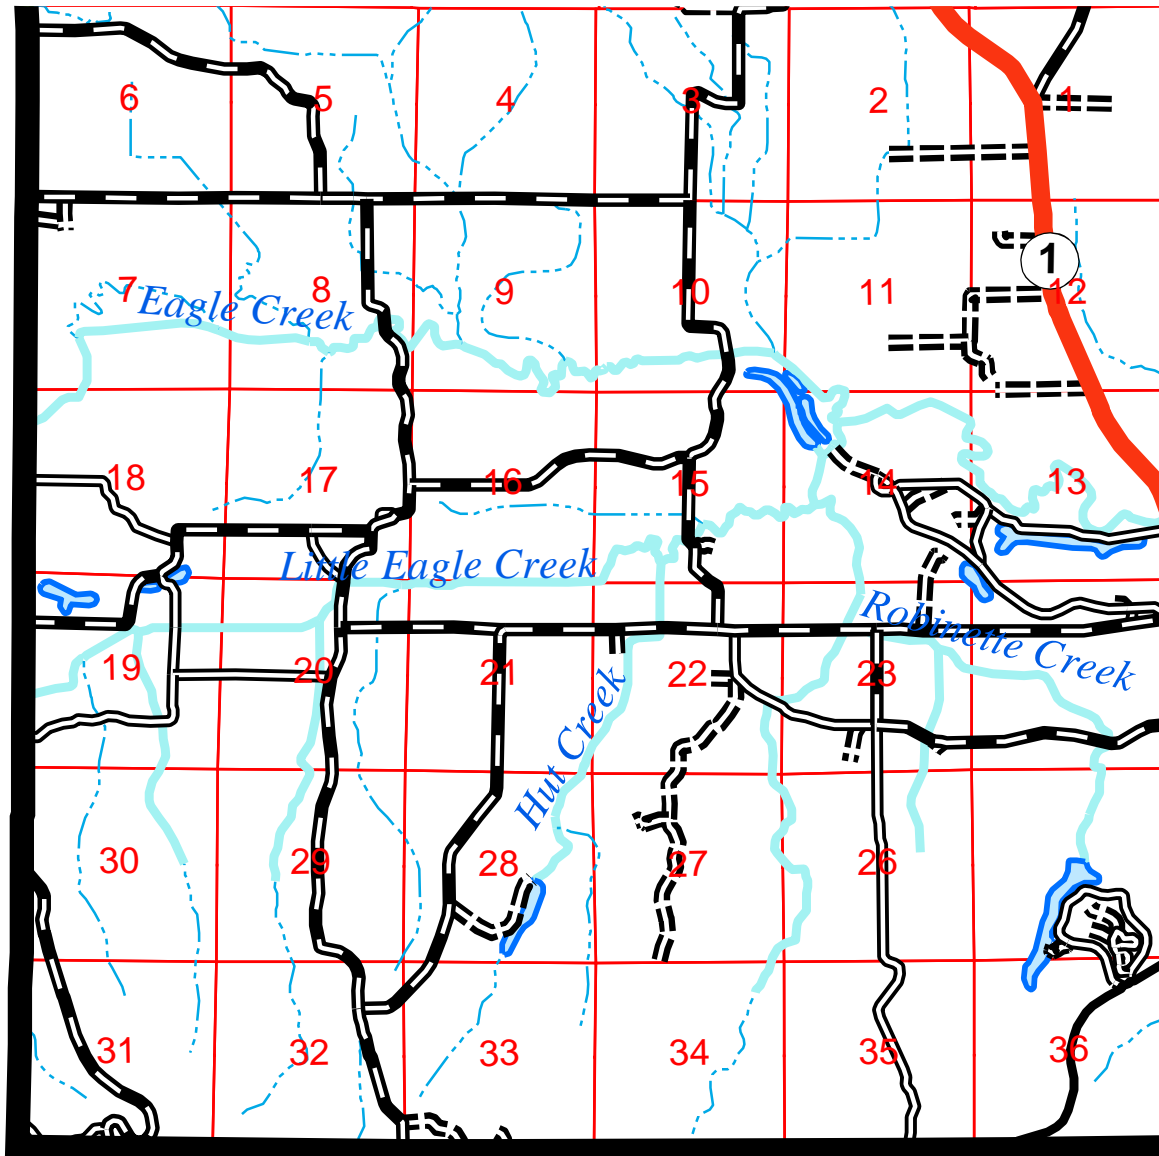 6 5 4 3 2 1
1
7 8 9 10 11 12
Eagle Creek
18 17 16 15 14 13
Little Eagle Creek
Robinette Creek
19 20 21 22 23
Hut Creek
30 29 28 27 26
31 32 33 34 35 36